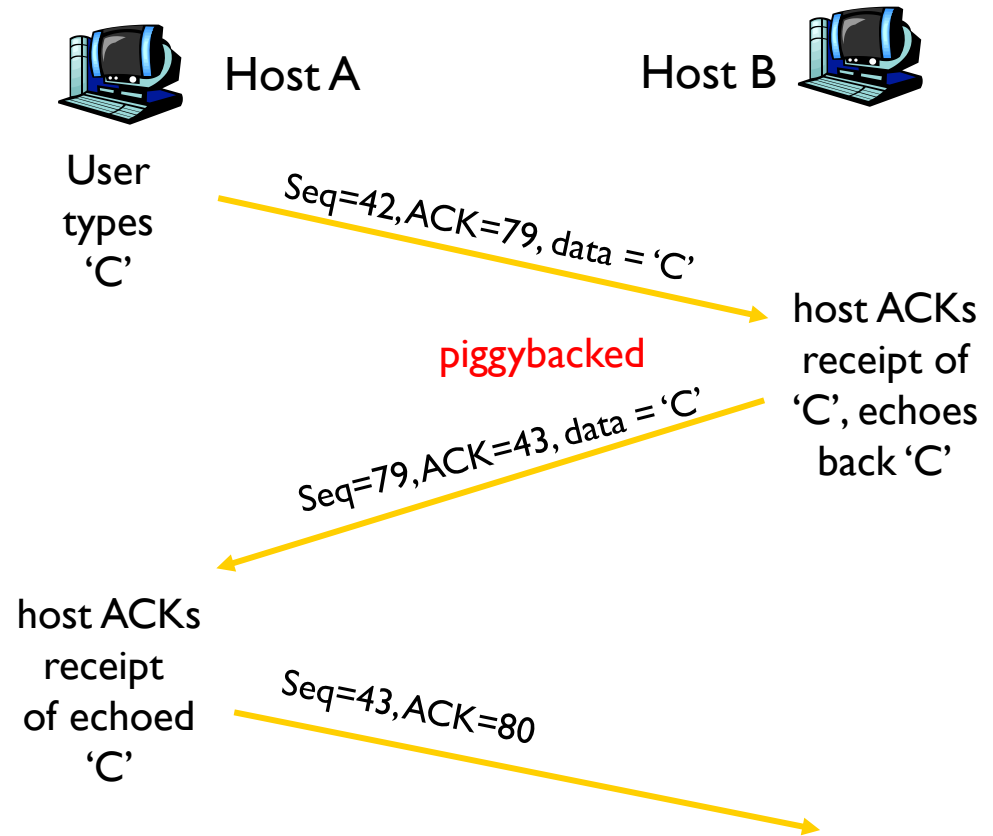 Host A
Host B
User
types
‘C’
Seq=42, ACK=79, data = ‘C’
host ACKs
receipt of
‘C’, echoes
back ‘C’
piggybacked
Seq=79, ACK=43, data = ‘C’
host ACKs
receipt
of echoed
‘C’
Seq=43, ACK=80